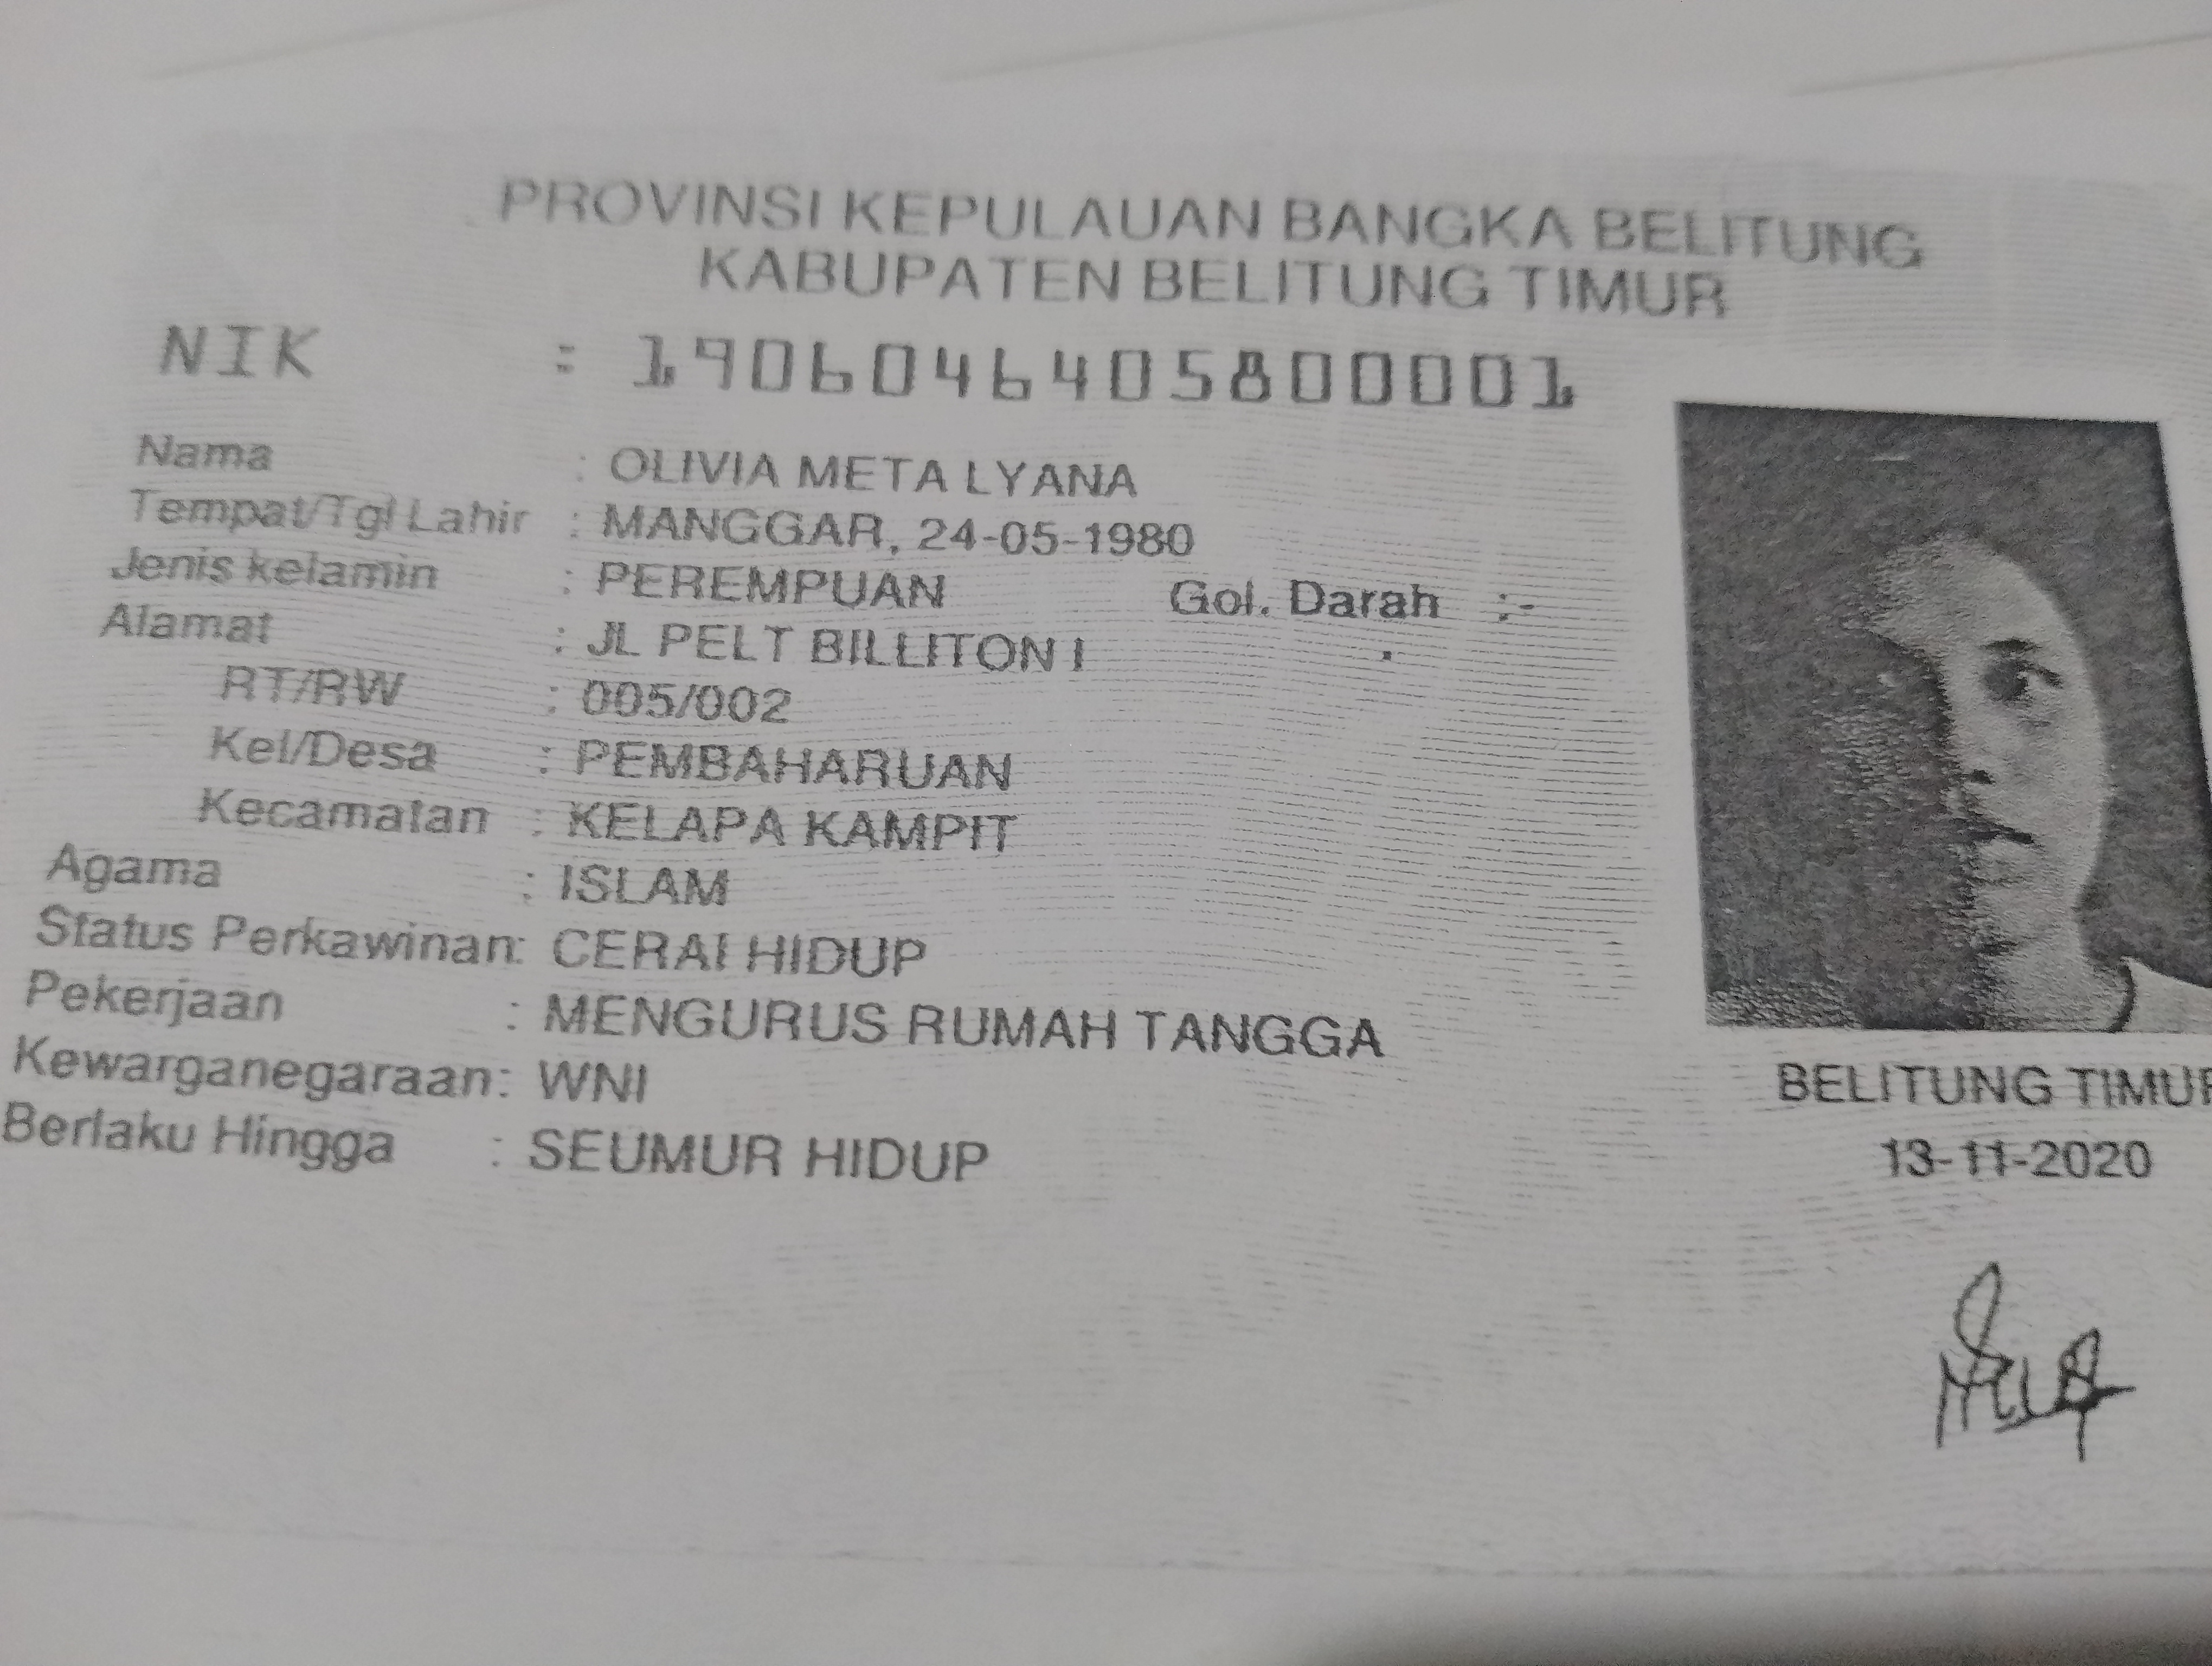 PROVINSI KEPULAUAN BANGKA BELITUNG
KABUPATEN BELITUNG TIMUR
NIK : 1906046405800001
Nama : OLIVIA META LYANA
Tempat/Tgl Lahir : MANGGAR, 24-05-1980
Jenis kelamin : PEREMPUAN Gol. Darah :-
Alamat : JL PELT BILLITON I
RT/RW : 005/002
Kel/Desa : PEMBAHARUAN
Kecamatan : KELAPA KAMPIT
Agama : ISLAM
Status Perkawinan: CERAI HIDUP
Pekerjaan : MENGURUS RUMAH TANGGA
Kewarganegaraan: WNI
Berlaku Hingga : SEUMUR HIDUP
BELITUNG TIMUR
13-11-2020